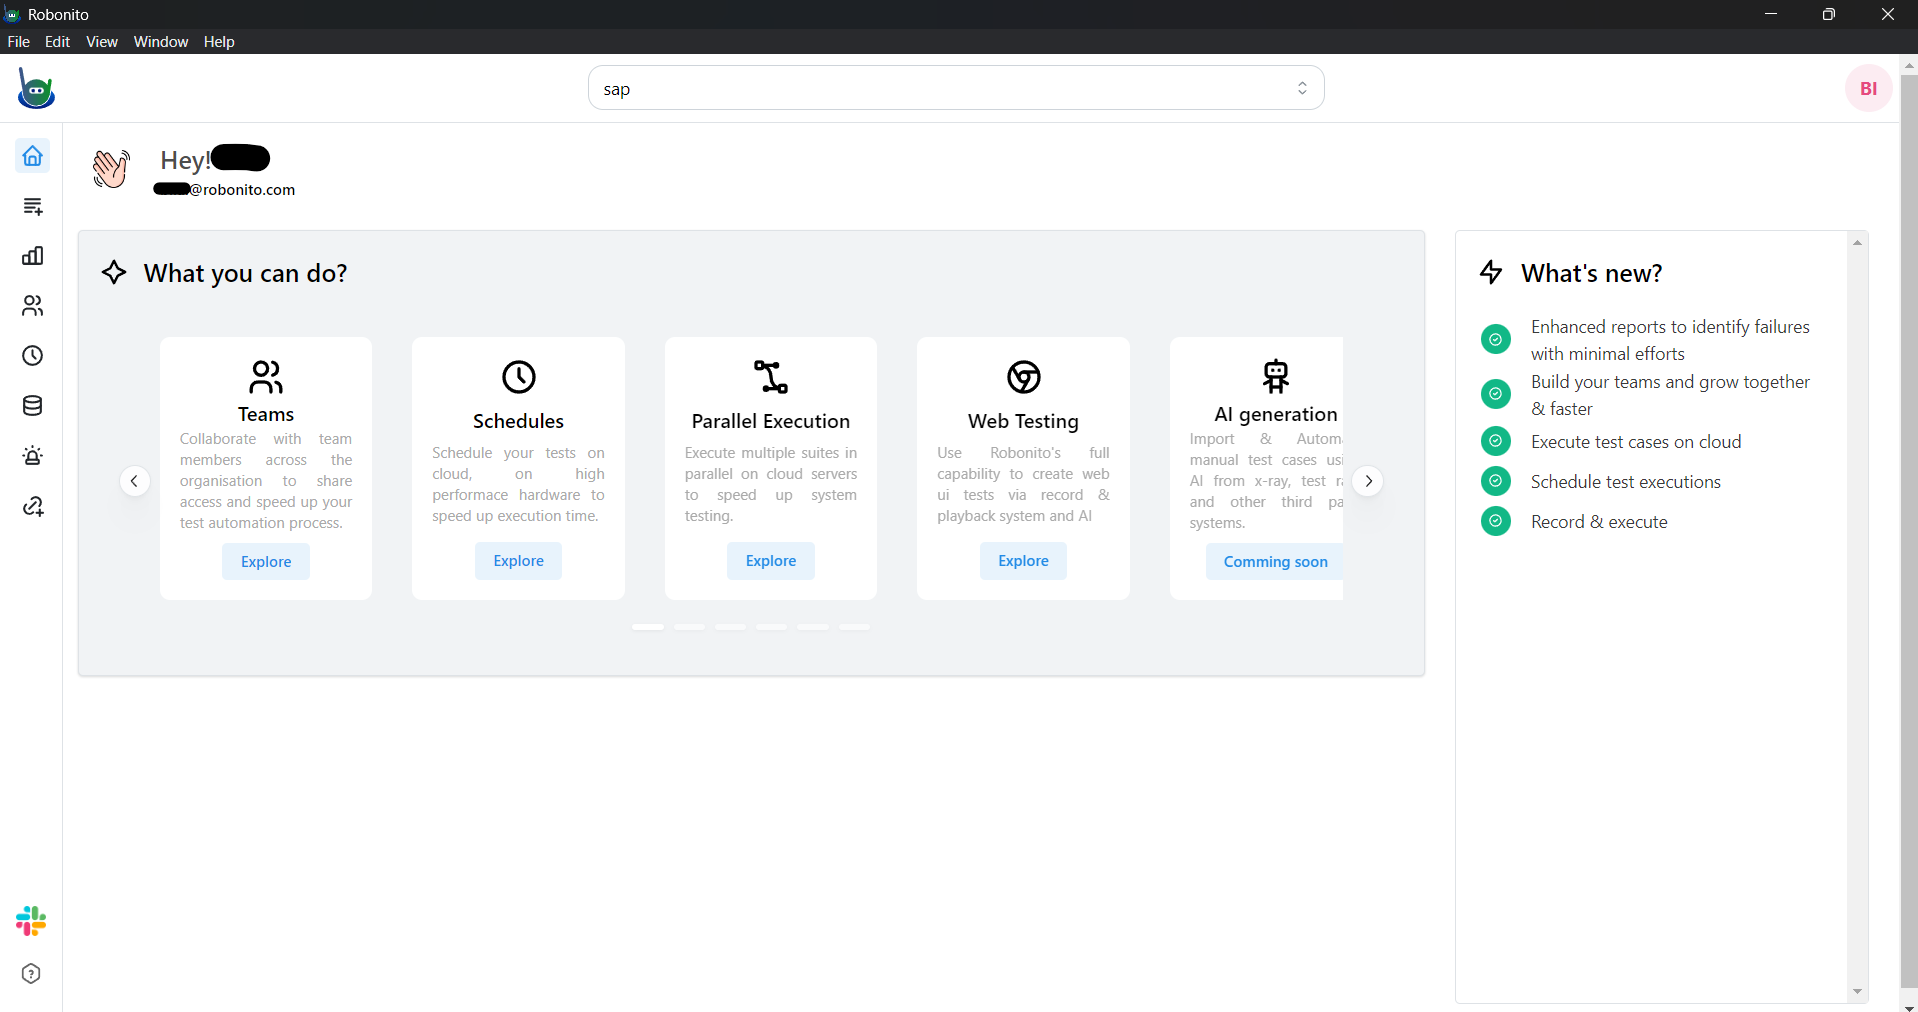 Robonito
File Edit View Window Help
sap
BI
Hey!
@robonito.com
What you can do?
Teams
Collaborate with team
members across the
organisation to share
access and speed up your
test automation process.
Explore
Schedules
Schedule your tests on
cloud, on high
performace hardware to
speed up execution time.
Explore
Parallel Execution
Execute multiple suites in
parallel on cloud servers
to speed up system
testing.
Explore
Web Testing
Use Robonito's full
capability to create web
ui tests via record &
playback system and AI
Explore
AI generation
Import & Autom
manual test cases usi
AI from x-ray, test r
and other third pa
systems.
Comming soon
What's new?
Enhanced reports to identify failures
with minimal efforts
Build your teams and grow together
& faster
Execute test cases on cloud
Schedule test executions
Record & execute